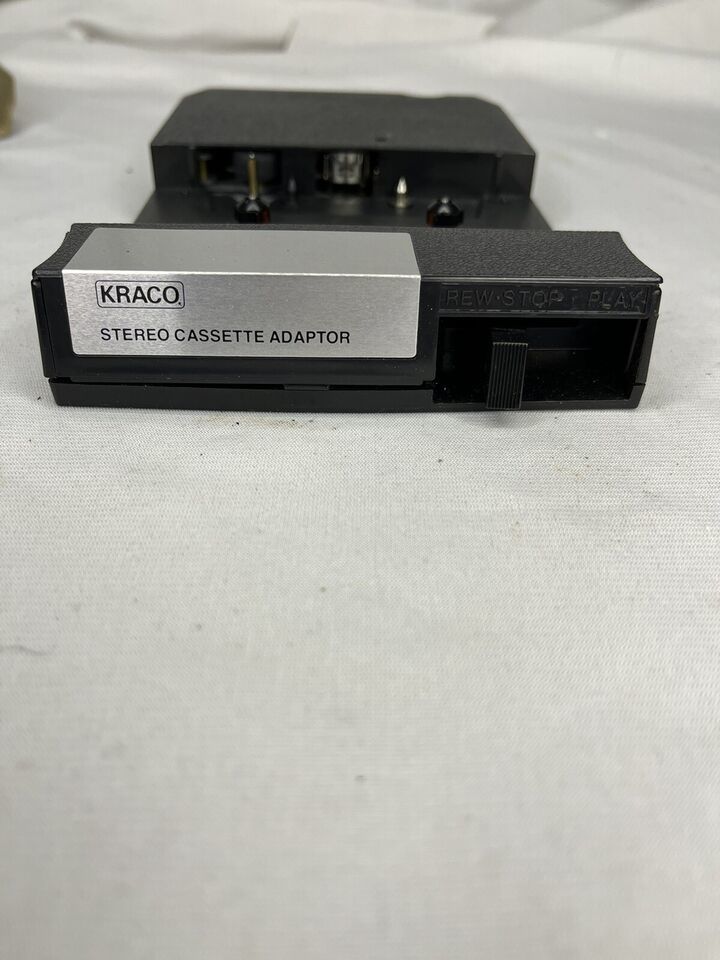 KRACO
STEREO CASSETTE ADAPTOR
REW·STOP · PLAY